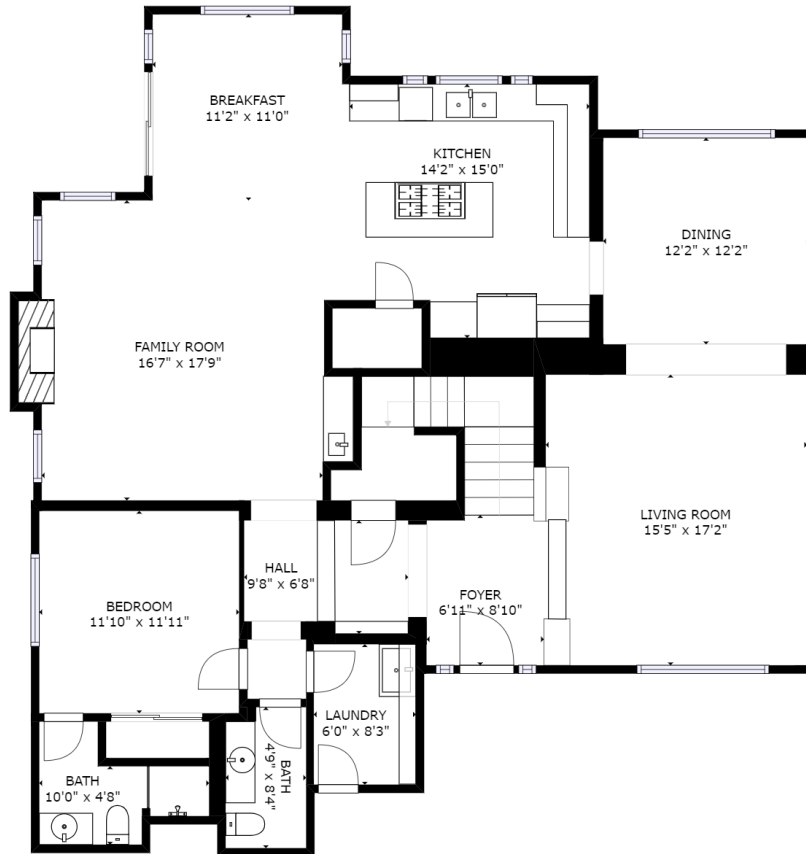 BREAKFAST
11'2" x 11'0"
KITCHEN
14'2" x 15'0"
DINING
12'2" x 12'2"
FAMILY ROOM
16'7" x 17'9"
LIVING ROOM
15'5" x 17'2"
HALL
9'8" x 6'8"
FOYER
6'11" x 8'10"
BEDROOM
11'10" x 11'11"
LAUNDRY
6'0" x 8'3"
BATH
4'9" x 8'4"
BATH
10'0" x 4'8"